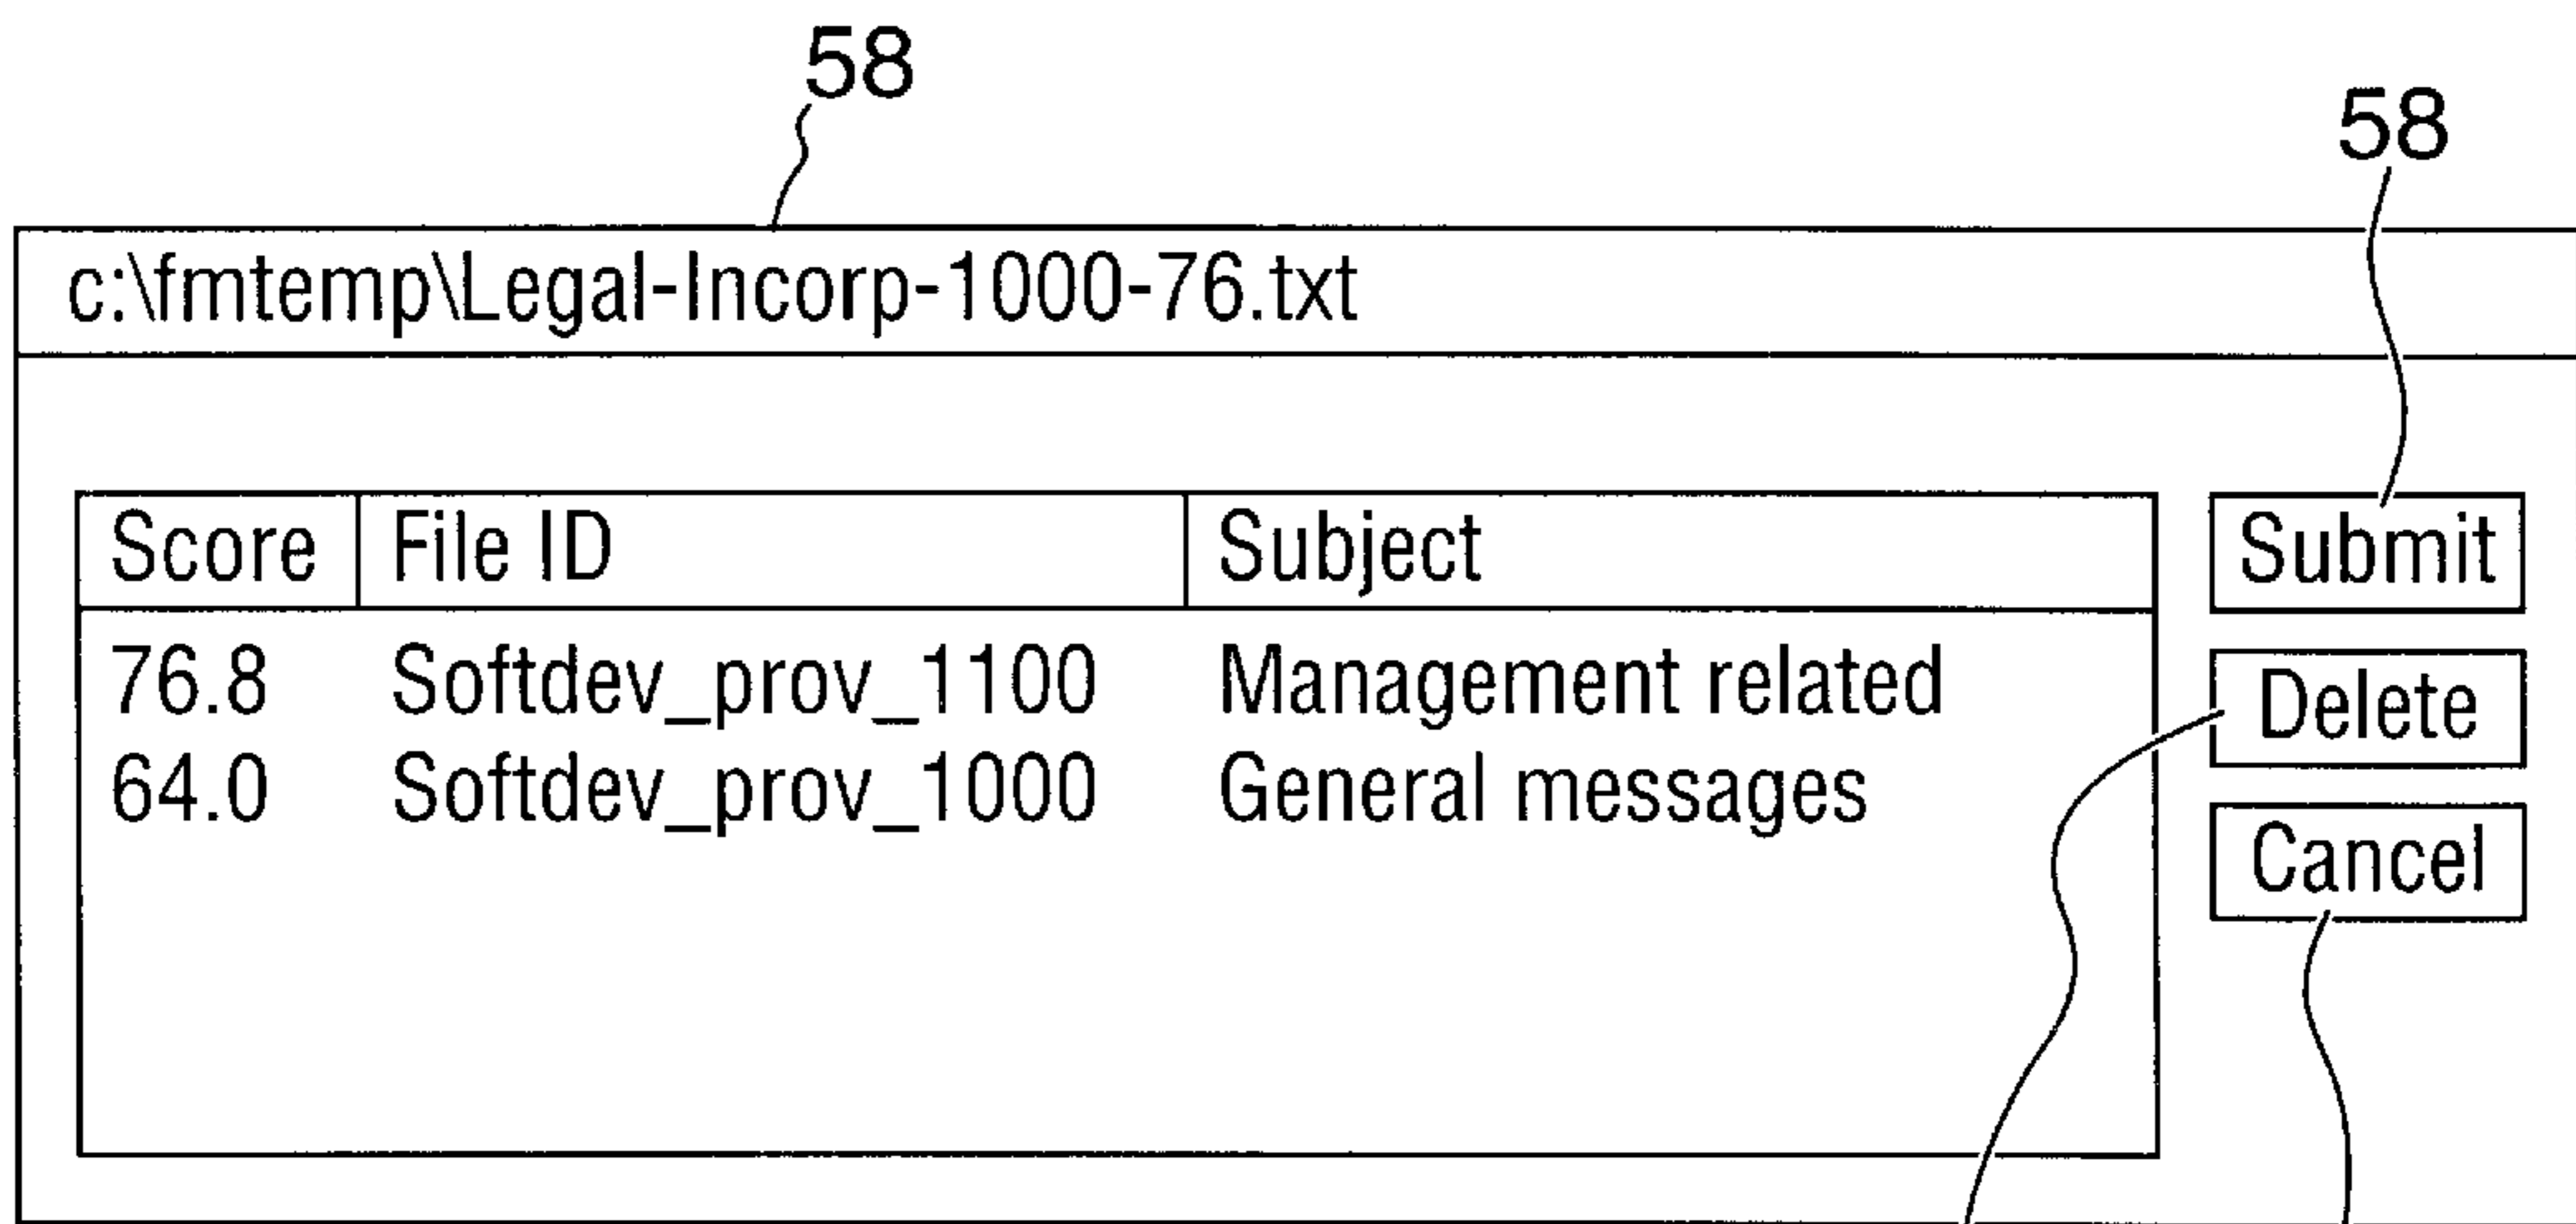 58
58
c:\fmtemp\Legal-Incorp-1000-76.txt
Score File ID Subject
Submit
76.8 Softdev_prov_1100 Management related
Delete
64.0 Softdev_prov_1000 General messages
Cancel